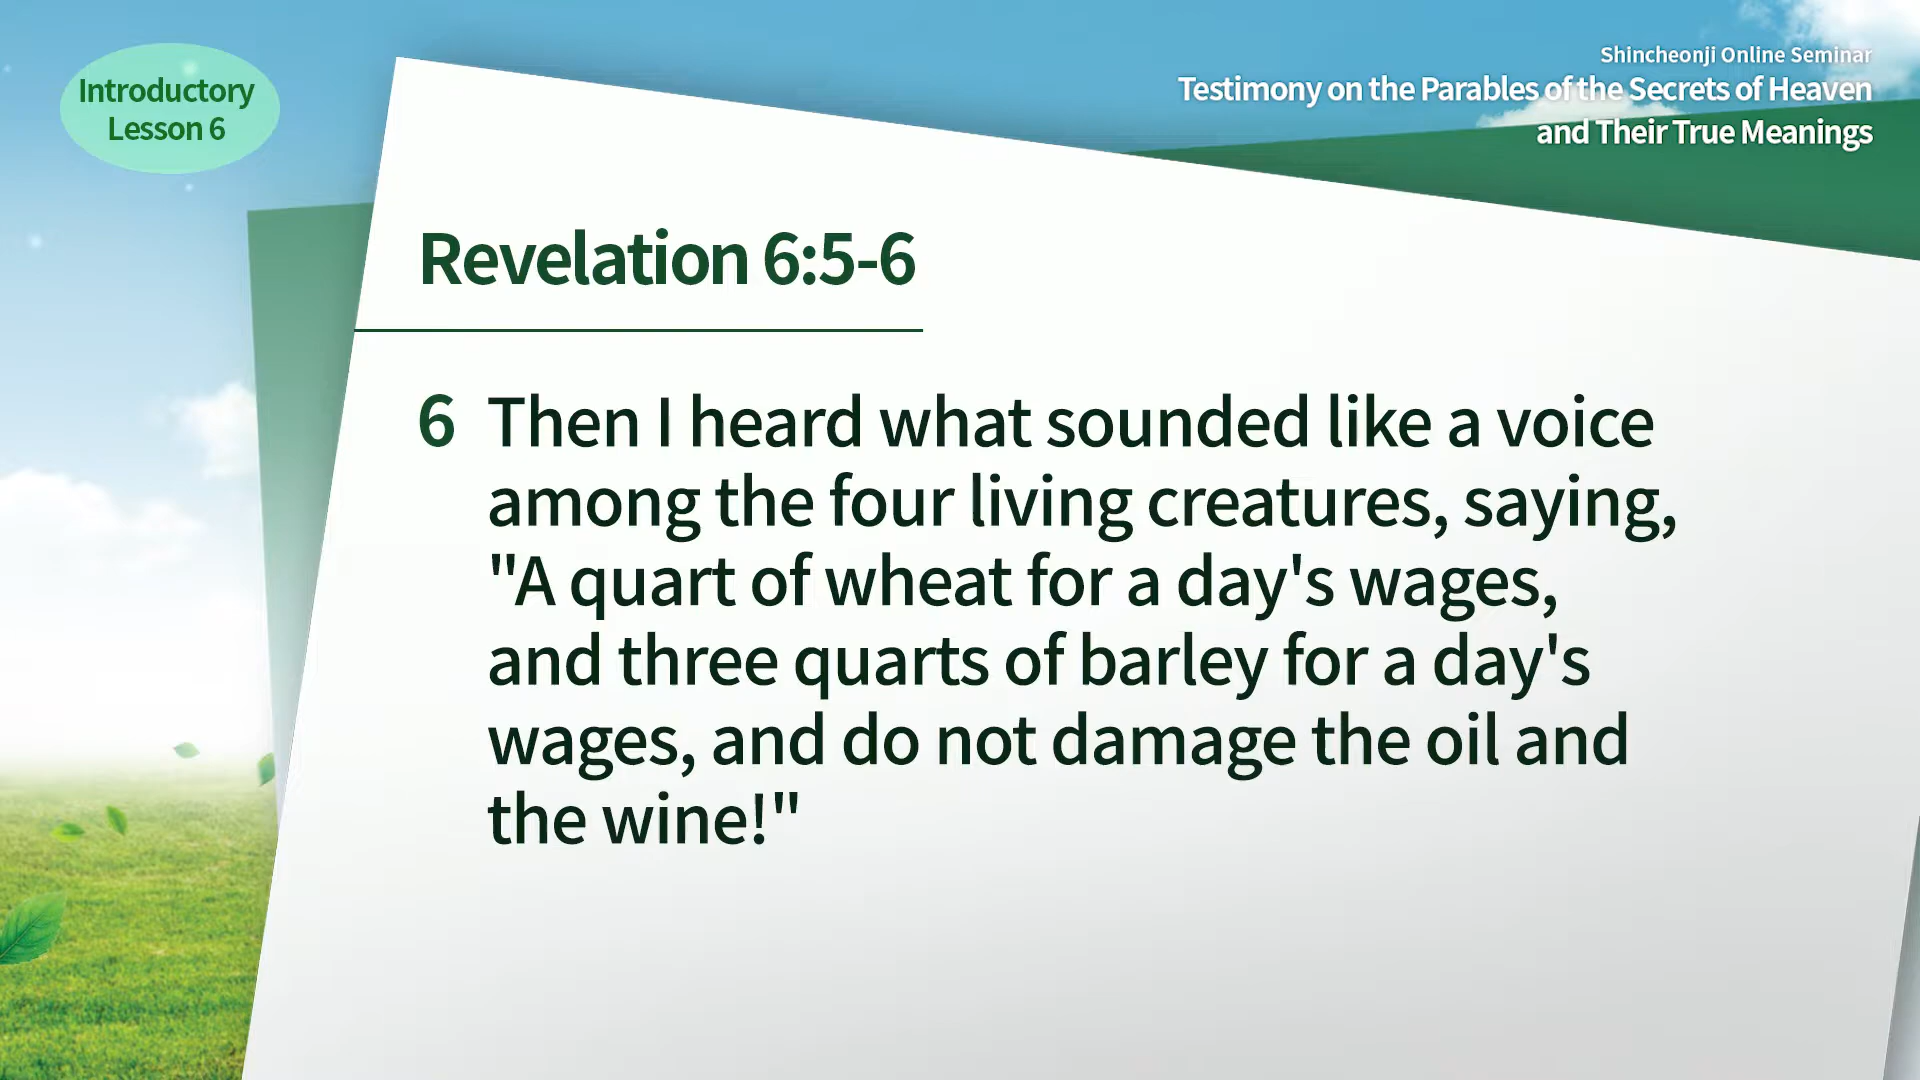 Introductory
Lesson 6
Shincheonji Online Seminar
Testimony on the Parables of the Secrets of Heaven
and Their True Meanings
Revelation 6:5-6
6 Then I heard what sounded like a voice
among the four living creatures, saying,
"A quart of wheat for a day's wages,
and three quarts of barley for a day's
wages, and do not damage the oil and
the wine!"